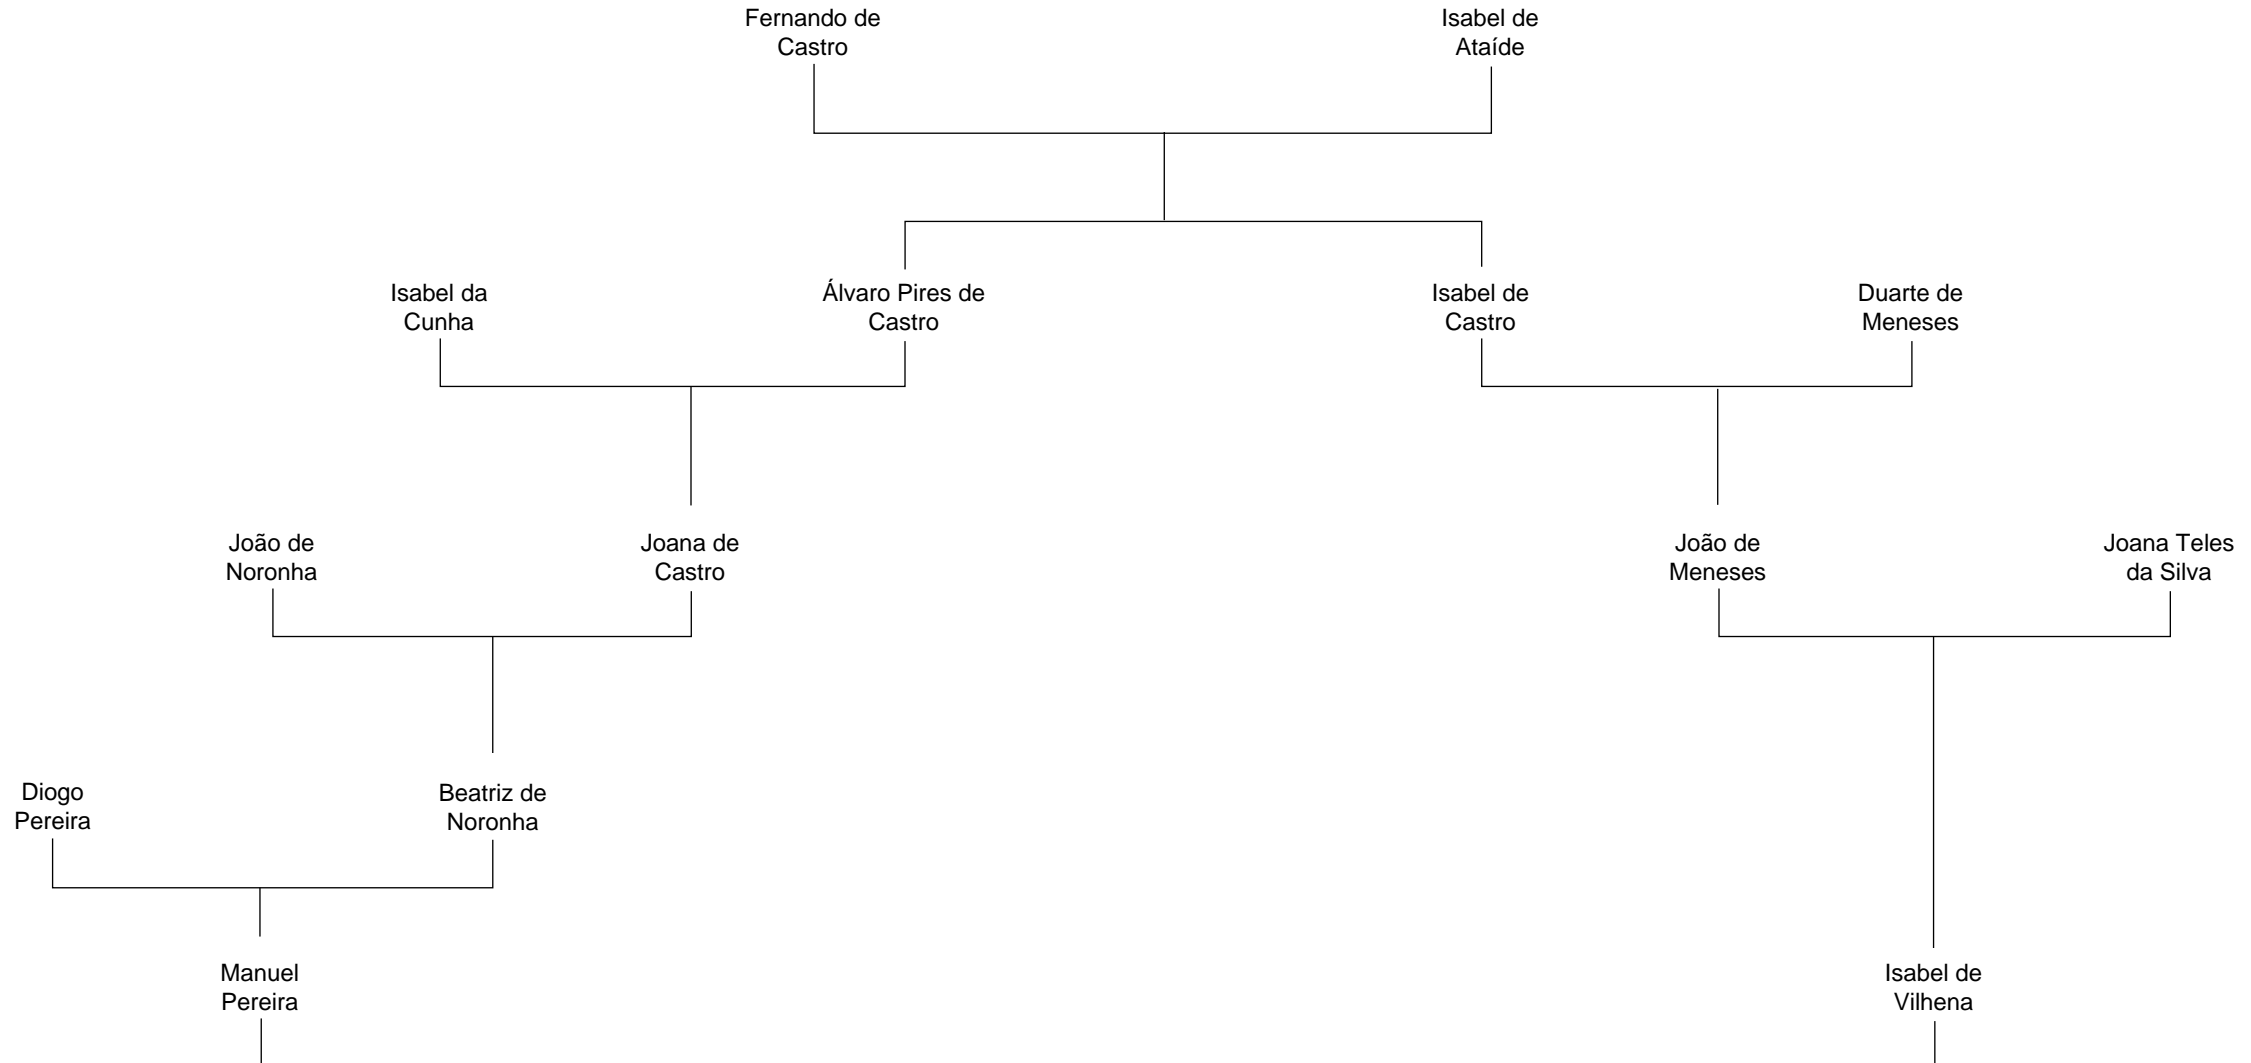 Fernando de
Castro
Isabel de
Ataíde
Isabel da
Cunha
Álvaro Pires de
Castro
Isabel de
Castro
Duarte de
Meneses
João de
Noronha
Joana de
Castro
João de
Meneses
Joana Teles
da Silva
Diogo
Pereira
Beatriz de
Noronha
Manuel
Pereira
Isabel de
Vilhena